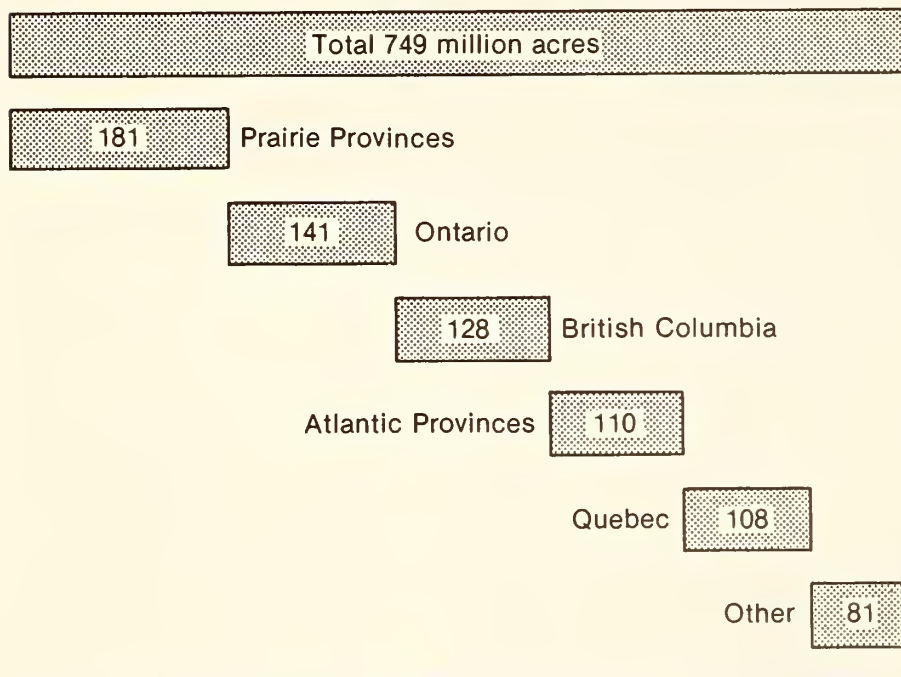 Total 749 million acres
181 Prairie Provinces
141 Ontario
128 British Columbia
Atlantic Provinces 110
Quebec 108
Other 81